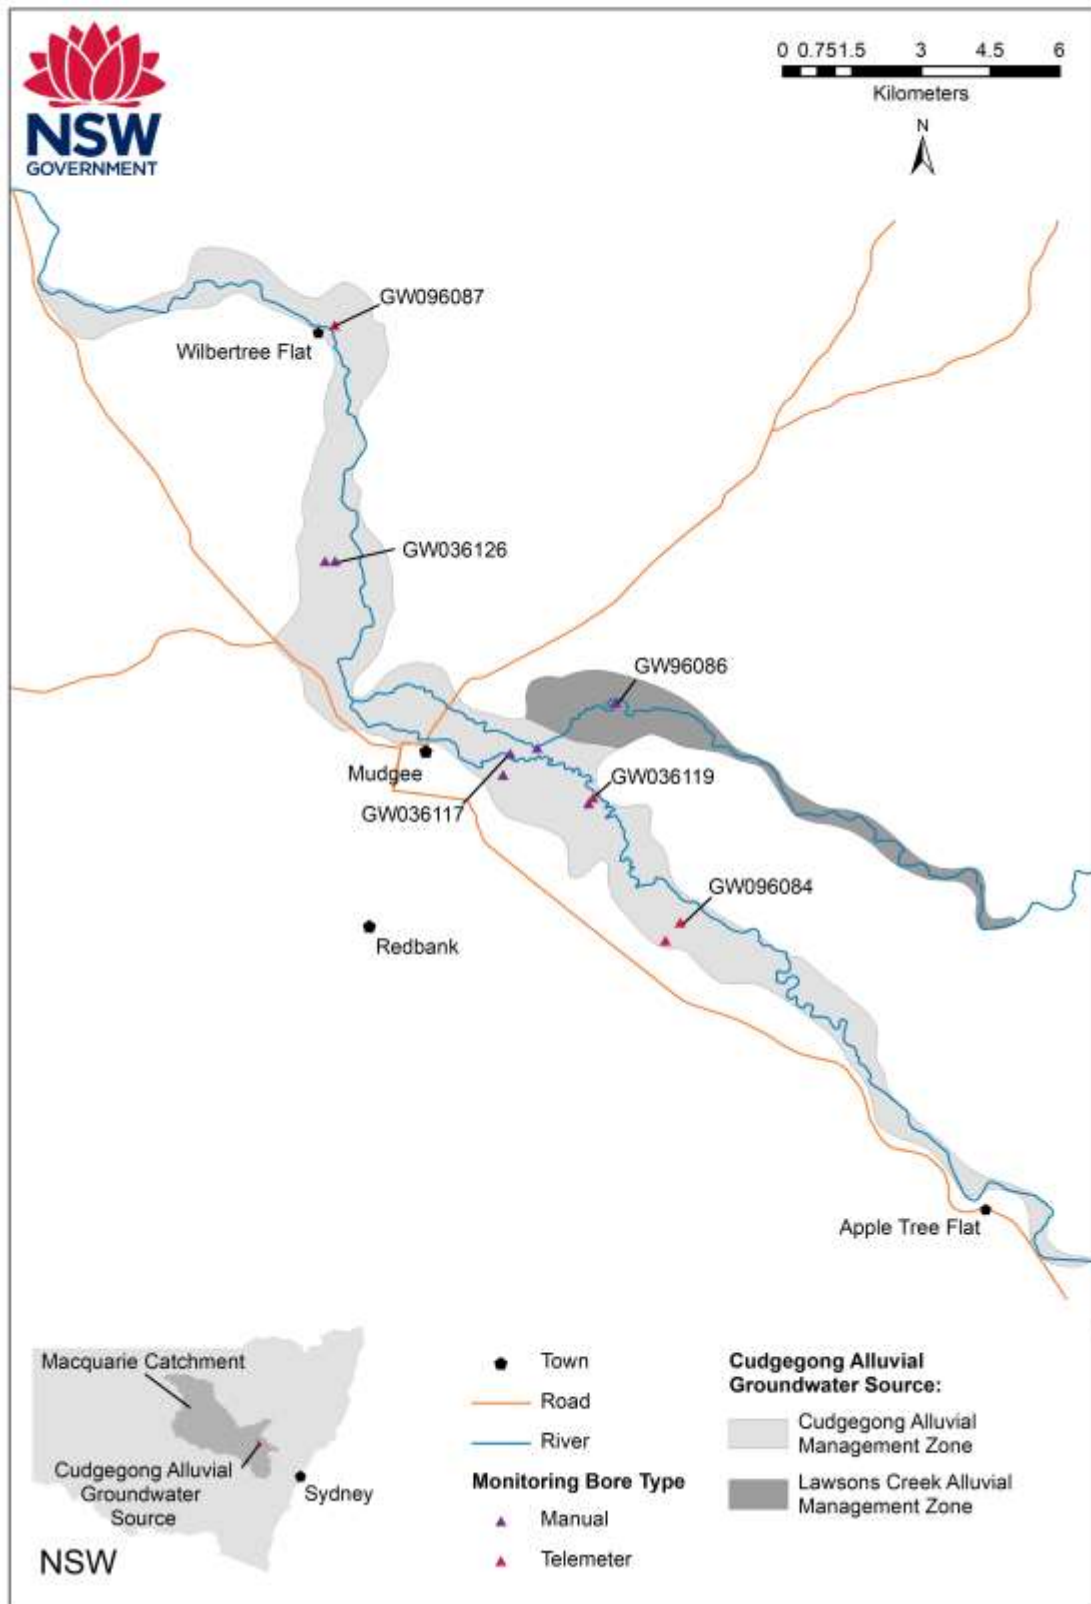 NSW
GOVERNMENT
0 0.75 1.5 3 4.5 6
Kilometers
N
GW096087
Wilbertree Flat
GW036126
GW96086
Mudgee
GW036119
GW036117
GW096084
Redbank
Apple Tree Flat
Macquarie Catchment
Cudgegong Alluvial
Groundwater
Source
Sydney
NSW
Town
Road
River
Monitoring Bore Type
Manual
Telemeter
Cudgegong Alluvial
Groundwater Source:
Cudgegong Alluvial
Management Zone
Lawsons Creek Alluvial
Management Zone